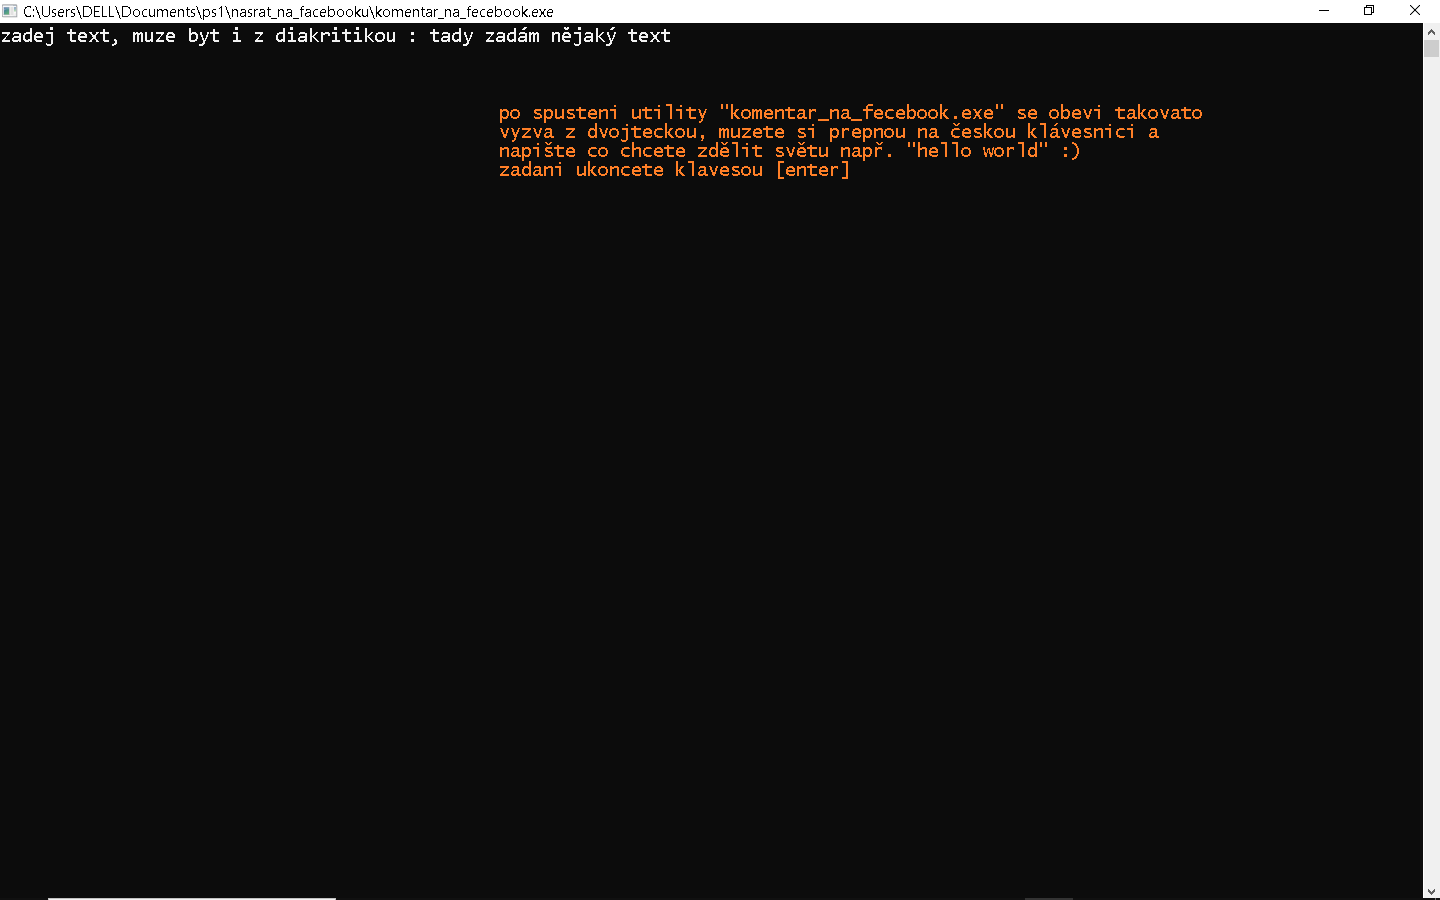 C:\Users\DELL\Documents\ps1\nasrat_na_facebooku\komentar_na_fecebook.exe
zadej text, muze byt i z diakritikou : tady zadám nějaký text
po spusteni utility "komentar_na_fecebook.exe" se obevi takovato
vyzva z dvojteckou, muzete si prepnou na českou klávesnici a
napište co chcete zdělit světu např. "hello world" :)
zadani ukoncete klavesou [enter]